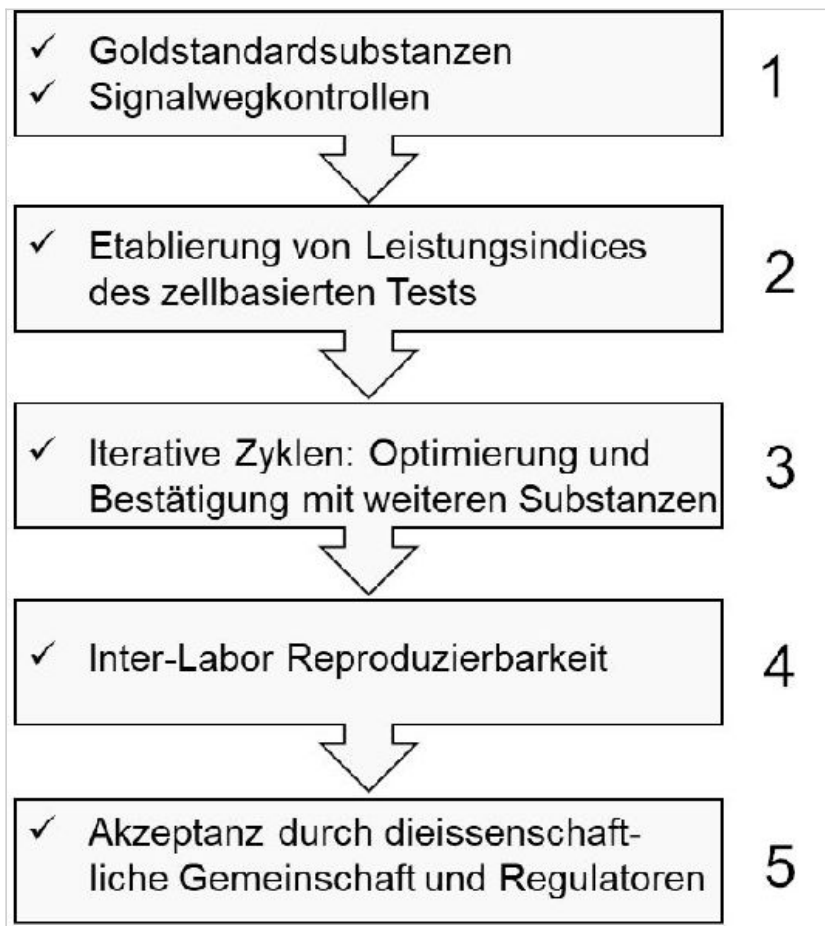 ✓ Goldstandardsubstanzen
✓ Signalwegkontrollen
1
✓ Etablierung von Leistungsindices
des zellbasierten Tests
2
✓ Iterative Zyklen: Optimierung und
Bestätigung mit weiteren Substanzen
3
✓ Inter-Labor Reproduzierbarkeit
4
✓ Akzeptanz durch dieissenschaft-
liche Gemeinschaft und Regulatoren
5